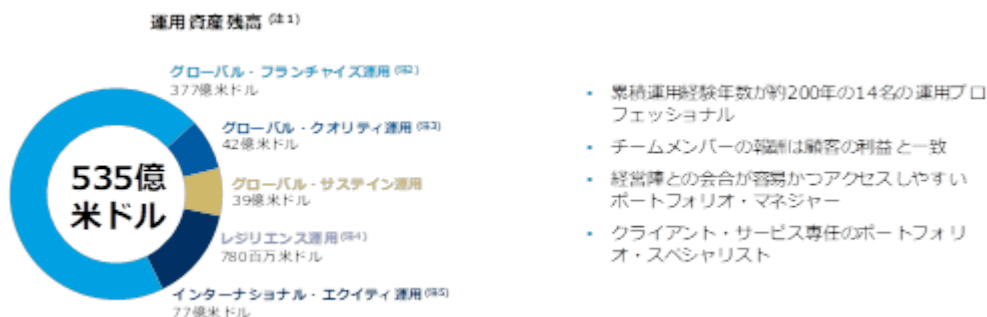 運用資産残高 (注1)
グローバル・フランチャイズ運用 (注2)
377億米ドル
グローバル・クオリティ運用 (注3)
42億米ドル
グローバル・サステイン運用
39億米ドル
レジリエンス運用 (注4)
780百万米ドル
インターナショナル・エクイティ運用 (注5)
77億米ドル
535億
米ドル
• 累積運用経験年数が約200年の14名の運用プロ
フェッショナル
• チームメンバーの報酬は顧客の利益と一致
• 経営陣との会合が容易かつアクセスしやすい
ポートフォリオ・マネジャー
• クライアント・サービス専任のポートフォリ
オ・スペシャリスト